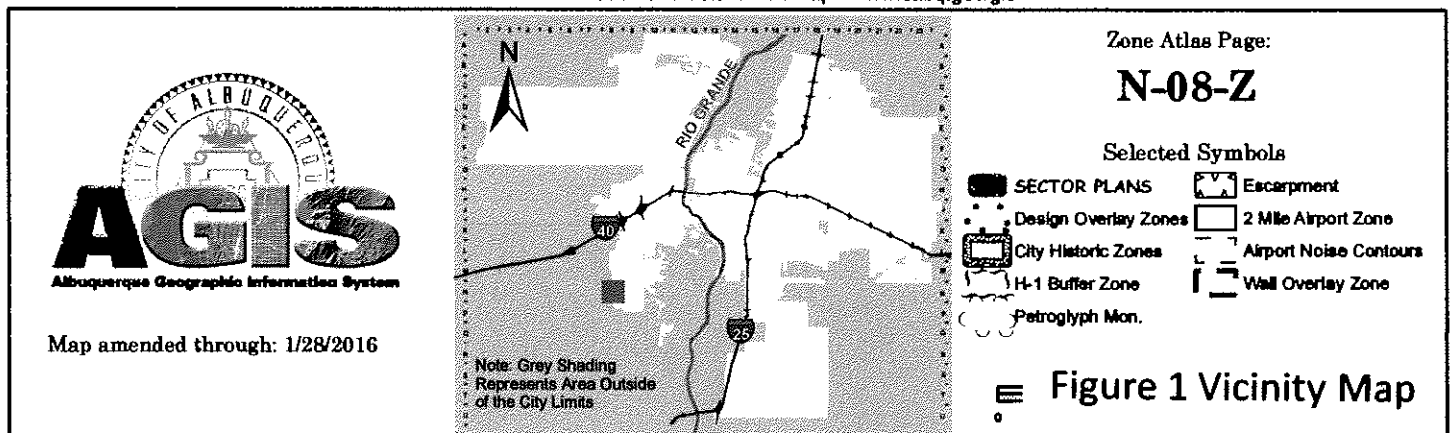 CITY OF ALBUQUERQUE
AGIS
Albuquerque Geographic Information System
Map amended through: 1/28/2016
N
RIO GRANDE
40
25
Note: Grey Shading
Represents Area Outside
of the City Limits
Zone Atlas Page:
N-08-Z
Selected Symbols
SECTOR PLANS
Escarpment
Design Overlay Zones
2 Mile Airport Zone
City Historic Zones
Airport Noise Contours
H-1 Buffer Zone
Wall Overlay Zone
Petroglyph Mon.
Figure 1 Vicinity Map